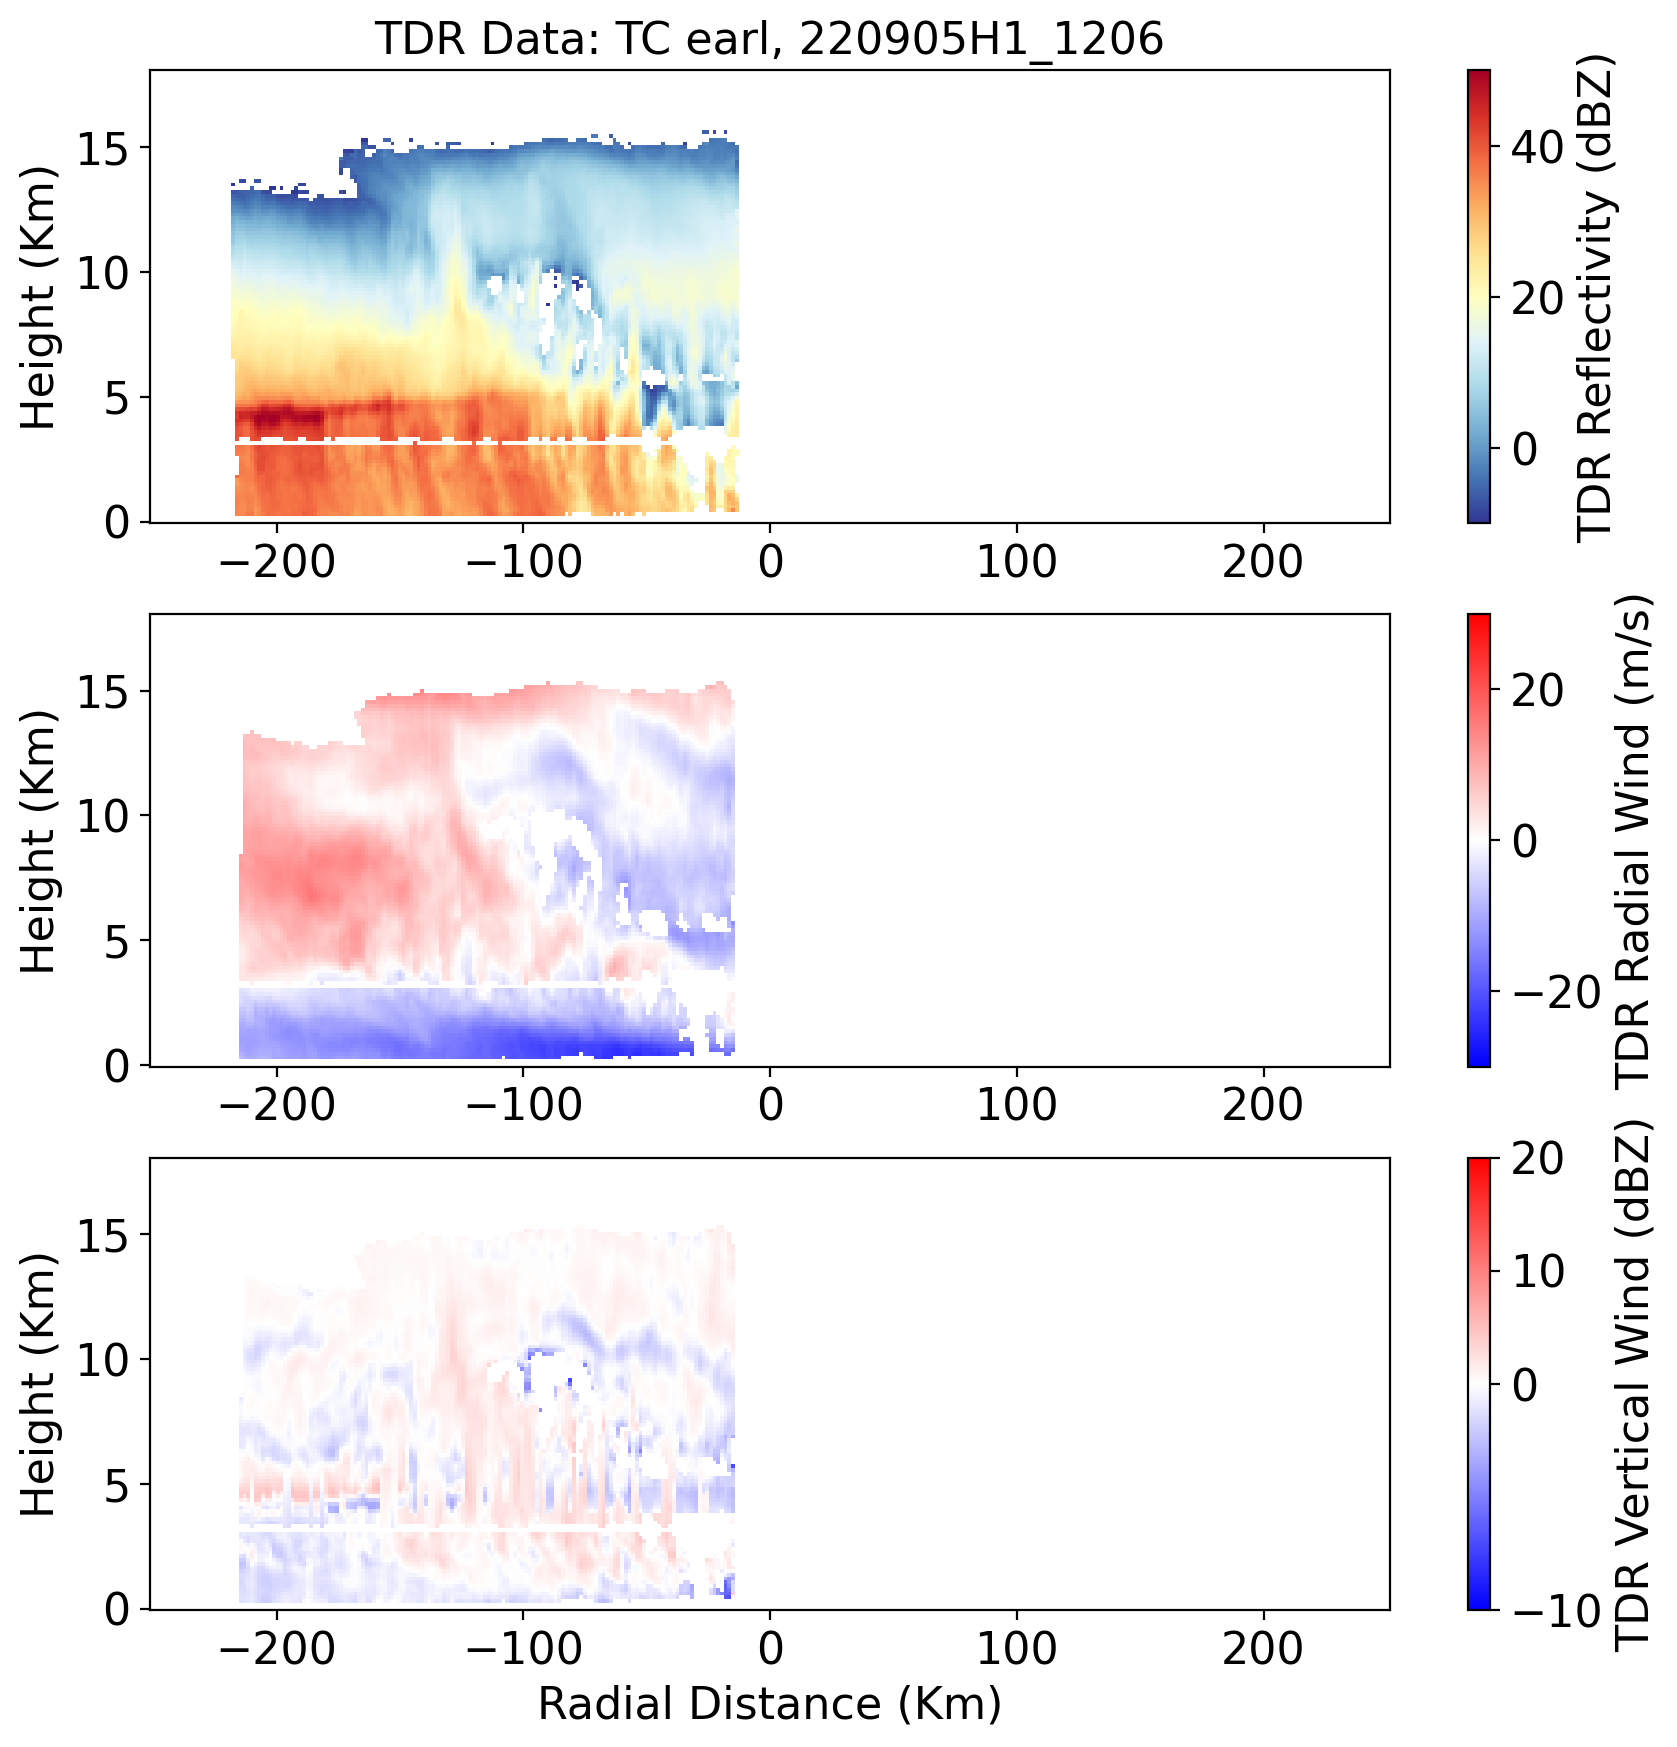 TDR Data: TC earl, 220905H1_1206
Height (Km)
15
10
5
0
−200 −100 0 100 200
40
20
0
TDR Reflectivity (dBZ)
Height (Km)
15
10
5
0
−200 −100 0 100 200
20
0
−20
TDR Radial Wind (m/s)
Height (Km)
15
10
5
0
−200 −100 0 100 200
Radial Distance (Km)
20
10
0
−10
TDR Vertical Wind (dBZ)